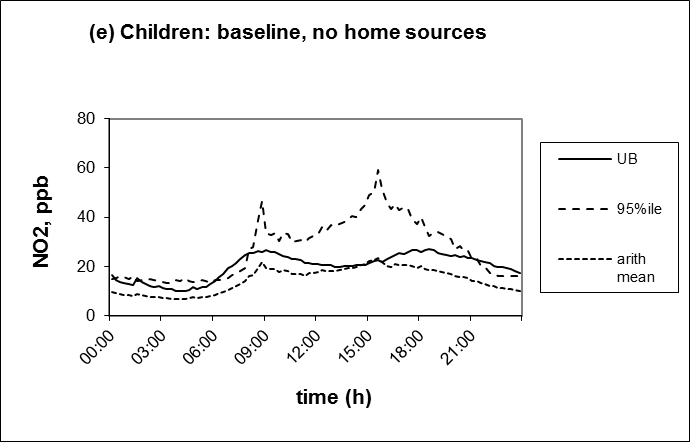 (e) Children: baseline, no home sources
80
60
40
20
0
NO2, ppb
00:00
03:00
06:00
09:00
12:00
15:00
18:00
21:00
time (h)
UB
95%ile
arith
mean